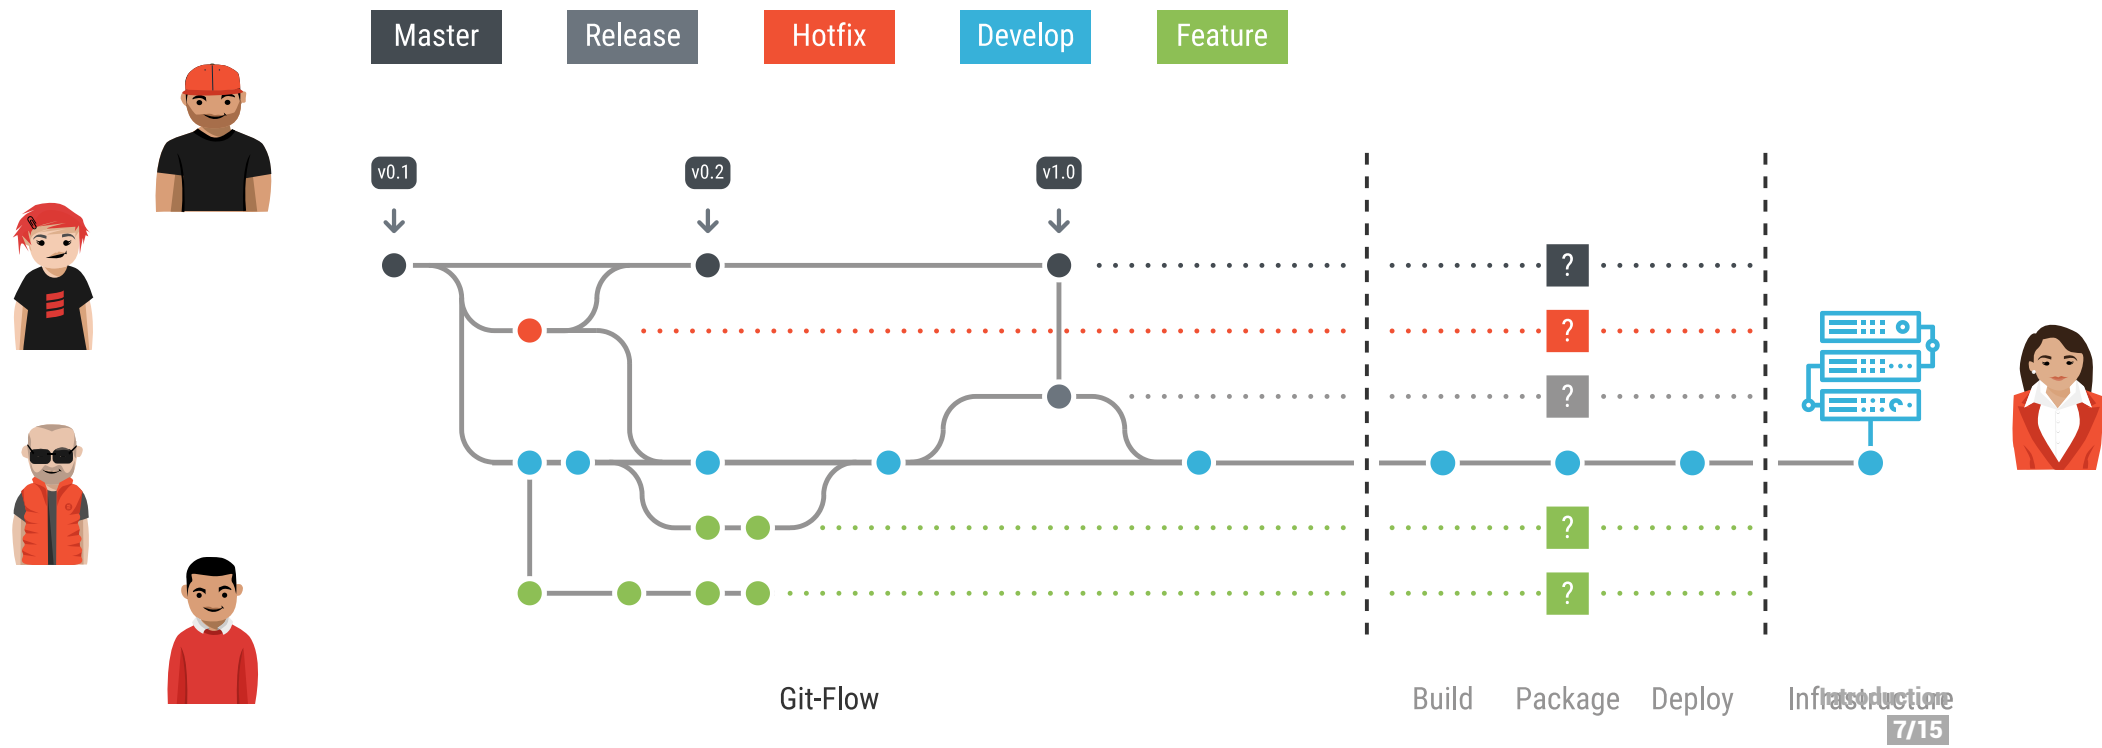 Master Release Hotfix Develop Feature
v0.1 v0.2 v1.0
?
?
?
?
?
Git-Flow Build Package Deploy Infrastructure
Introduction
7/15